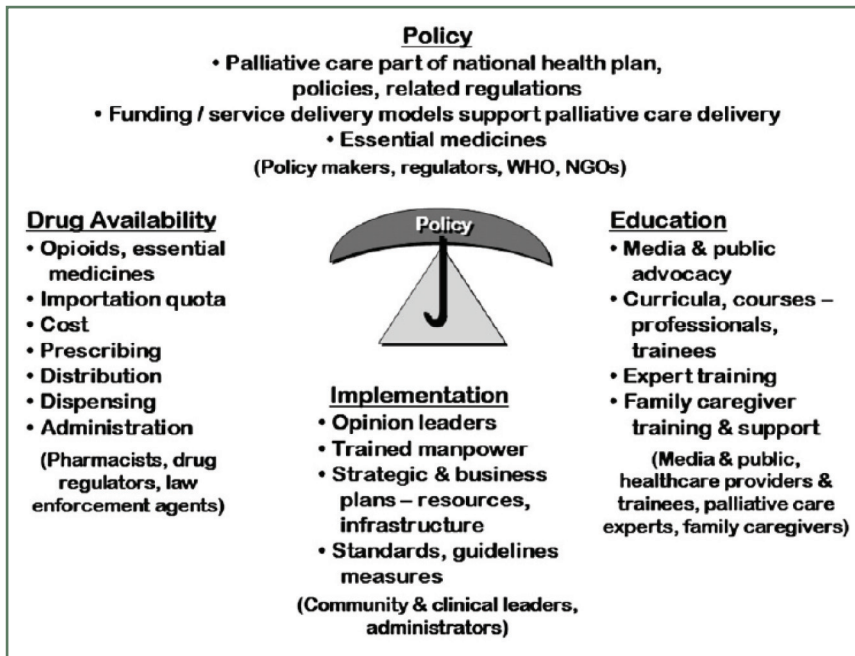 Policy
• Palliative care part of national health plan,
policies, related regulations
• Funding / service delivery models support palliative care delivery
• Essential medicines
(Policy makers, regulators, WHO, NGOs)
Drug Availability
• Opioids, essential
medicines
• Importation quota
• Cost
• Prescribing
• Distribution
• Dispensing
• Administration
(Pharmacists, drug
regulators, law
enforcement agents)
Policy
Implementation
• Opinion leaders
• Trained manpower
• Strategic & business
plans – resources,
infrastructure
• Standards, guidelines
measures
(Community & clinical leaders,
administrators)
Education
• Media & public
advocacy
• Curricula, courses –
professionals,
trainees
• Expert training
• Family caregiver
training & support
(Media & public,
healthcare providers &
trainees, palliative care
experts, family caregivers)